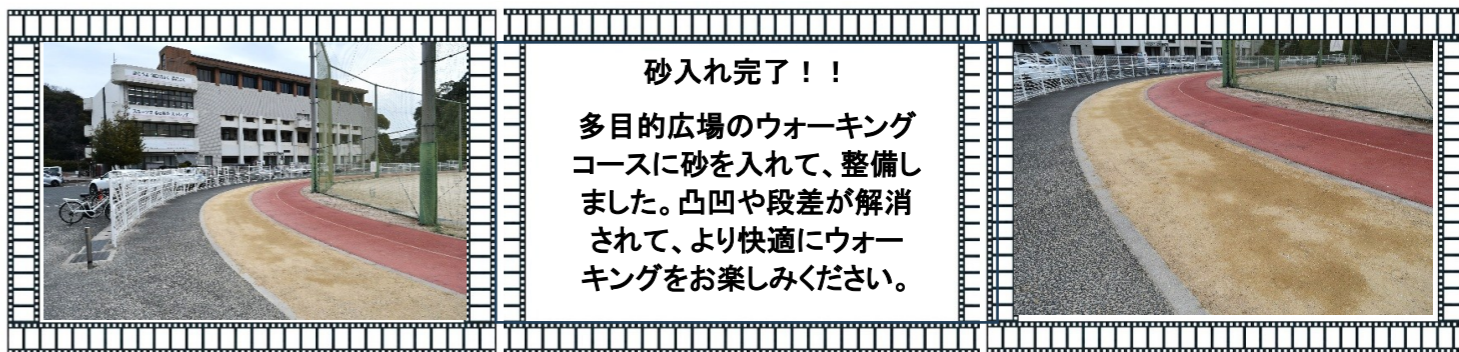 砂入れ完了！！
多目的広場のウォーキング
コースに砂を入れて、整備し
ました。凸凹や段差が解消
されて、より快適にウォー
キングをお楽しみください。